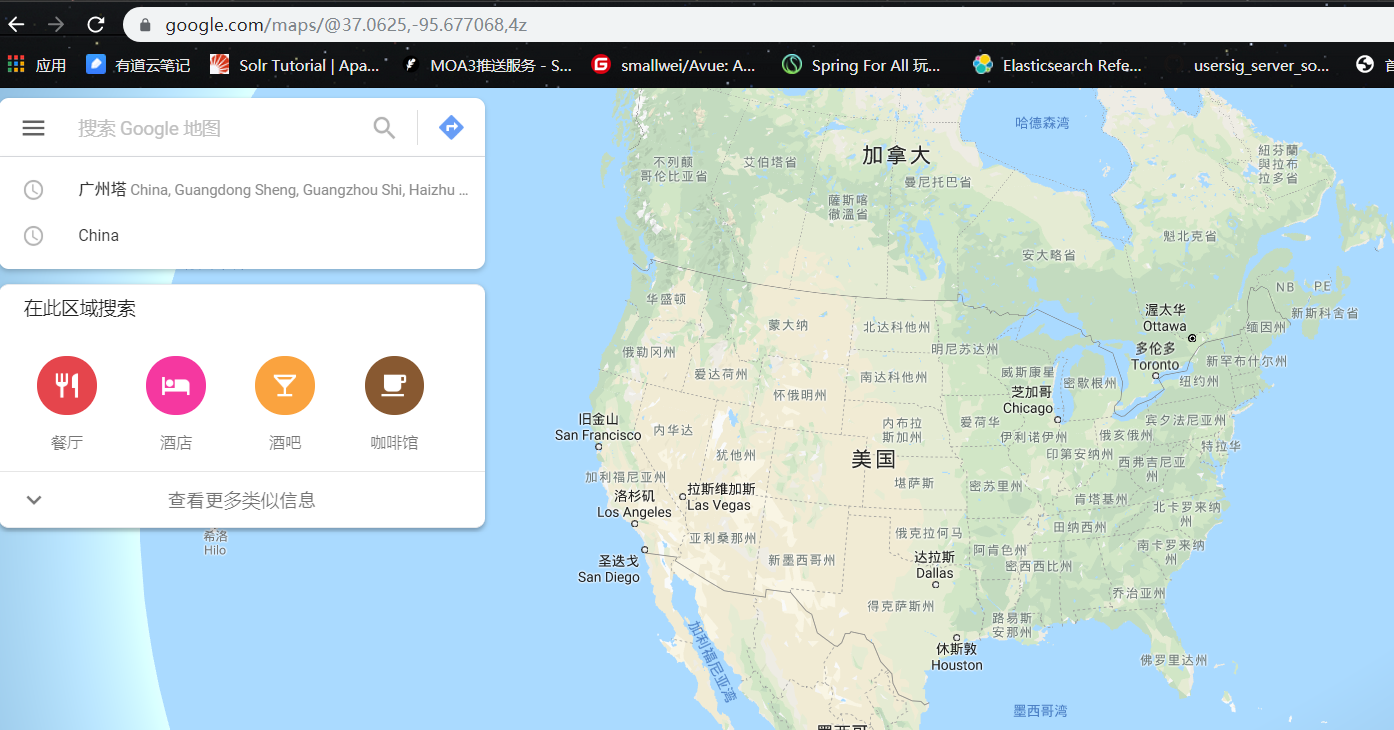 google.com/maps/@37.0625,-95.677068,4z
应用
有道云笔记
Solr Tutorial | Apa...
MOA3推送服务 - S...
smallwei/Avue: A...
Spring For All 玩...
Elasticsearch Refe...
usersig_server_so...
首
搜索 Google 地图
广州塔 China, Guangdong Sheng, Guangzhou Shi, Haizhu ...
China
在此区域搜索
餐厅
酒店
酒吧
咖啡馆
查看更多类似信息
希洛
Hilo
哈德森湾
加拿大
不列颠
哥伦比亚省
艾伯塔省
曼尼托巴省
紐芬蘭
與拉布
拉多省
薩斯喀
徹溫省
魁北克省
安大略省
NB
PE
华盛顿
渥太华
Ottawa
新斯科舍省
蒙大纳
北达科他州
缅因州
俄勒冈州
明尼苏达州
多伦多
Toronto
新罕布什尔州
爱达荷州
南达科他州
威斯康星
密歇根州
纽约州
怀俄明州
芝加哥
Chicago
旧金山
San Francisco
内华达
内布拉
斯加州
爱荷华
伊利诺伊州
俄亥俄州
宾夕法尼亚州
特拉华
犹他州
美国
印第安纳州
西弗吉尼亚
州
加利福尼亚州
堪萨斯
密苏里州
洛杉矶
Los Angeles
拉斯维加斯
Las Vegas
肯塔基州
北卡罗来纳
州
亚利桑那州
俄克拉何马
田纳西州
新墨西哥州
阿肯色州
南卡罗来纳
州
圣迭戈
San Diego
达拉斯
Dallas
密西西比州
乔治亚州
得克萨斯州
路易斯
安那州
加利福尼亚湾
休斯敦
Houston
佛罗里达州
墨西哥湾
墨西哥